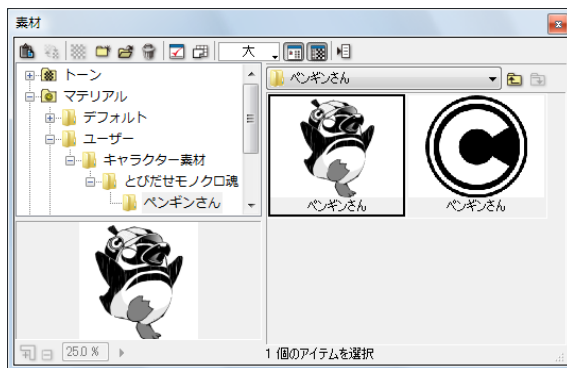 素材
大
トーン
マテリアル
デフォルト
ユーザー
キャラクター素材
とびだせモノクロ魂
ペンギンさん
ペンギンさん
ペンギンさん
ペンギンさん
25.0 %
1 個のアイテムを選択